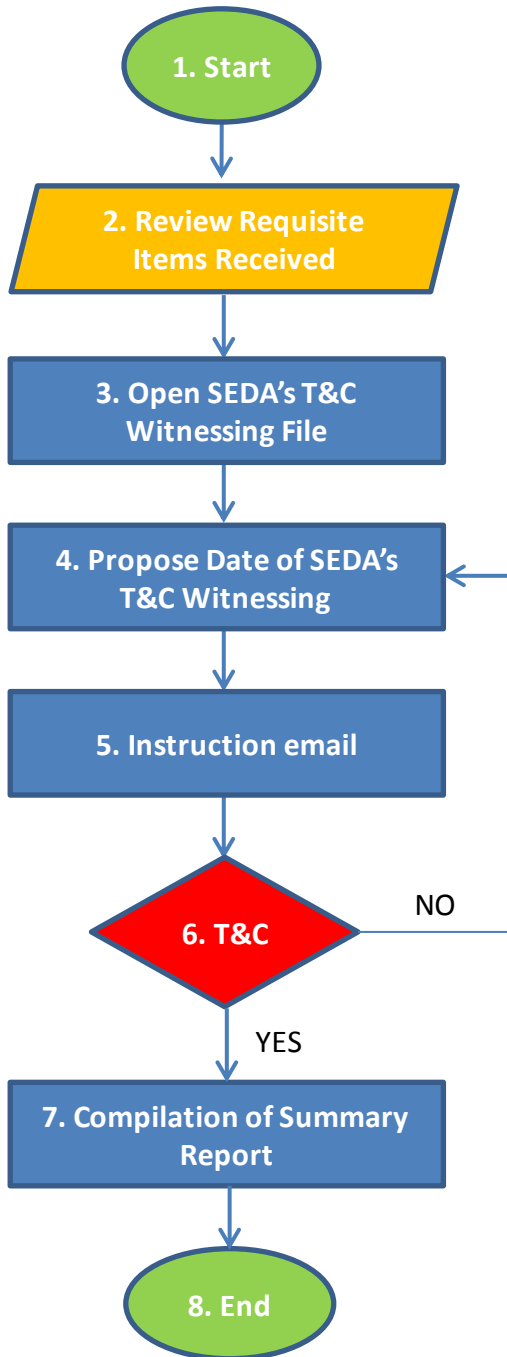 1. Start
2. Review Requisite
Items Received
3. Open SEDA’s T&C
Witnessing File
4. Propose Date of SEDA’s
T&C Witnessing
5. Instruction email
6. T&C
NO
YES
7. Compilation of Summary
Report
8. End